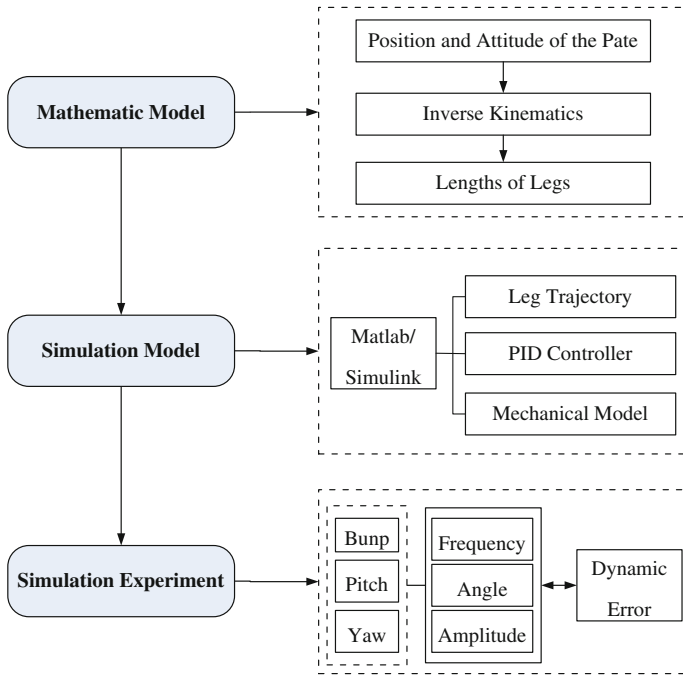 Position and Attitude of the Pate
Mathematic Model
Inverse Kinematics
Lengths of Legs
Simulation Model
Matlab/
Simulink
Leg Trajectory
PID Controller
Mechanical Model
Simulation Experiment
Bunp
Pitch
Yaw
Frequency
Angle
Amplitude
Dynamic
Error